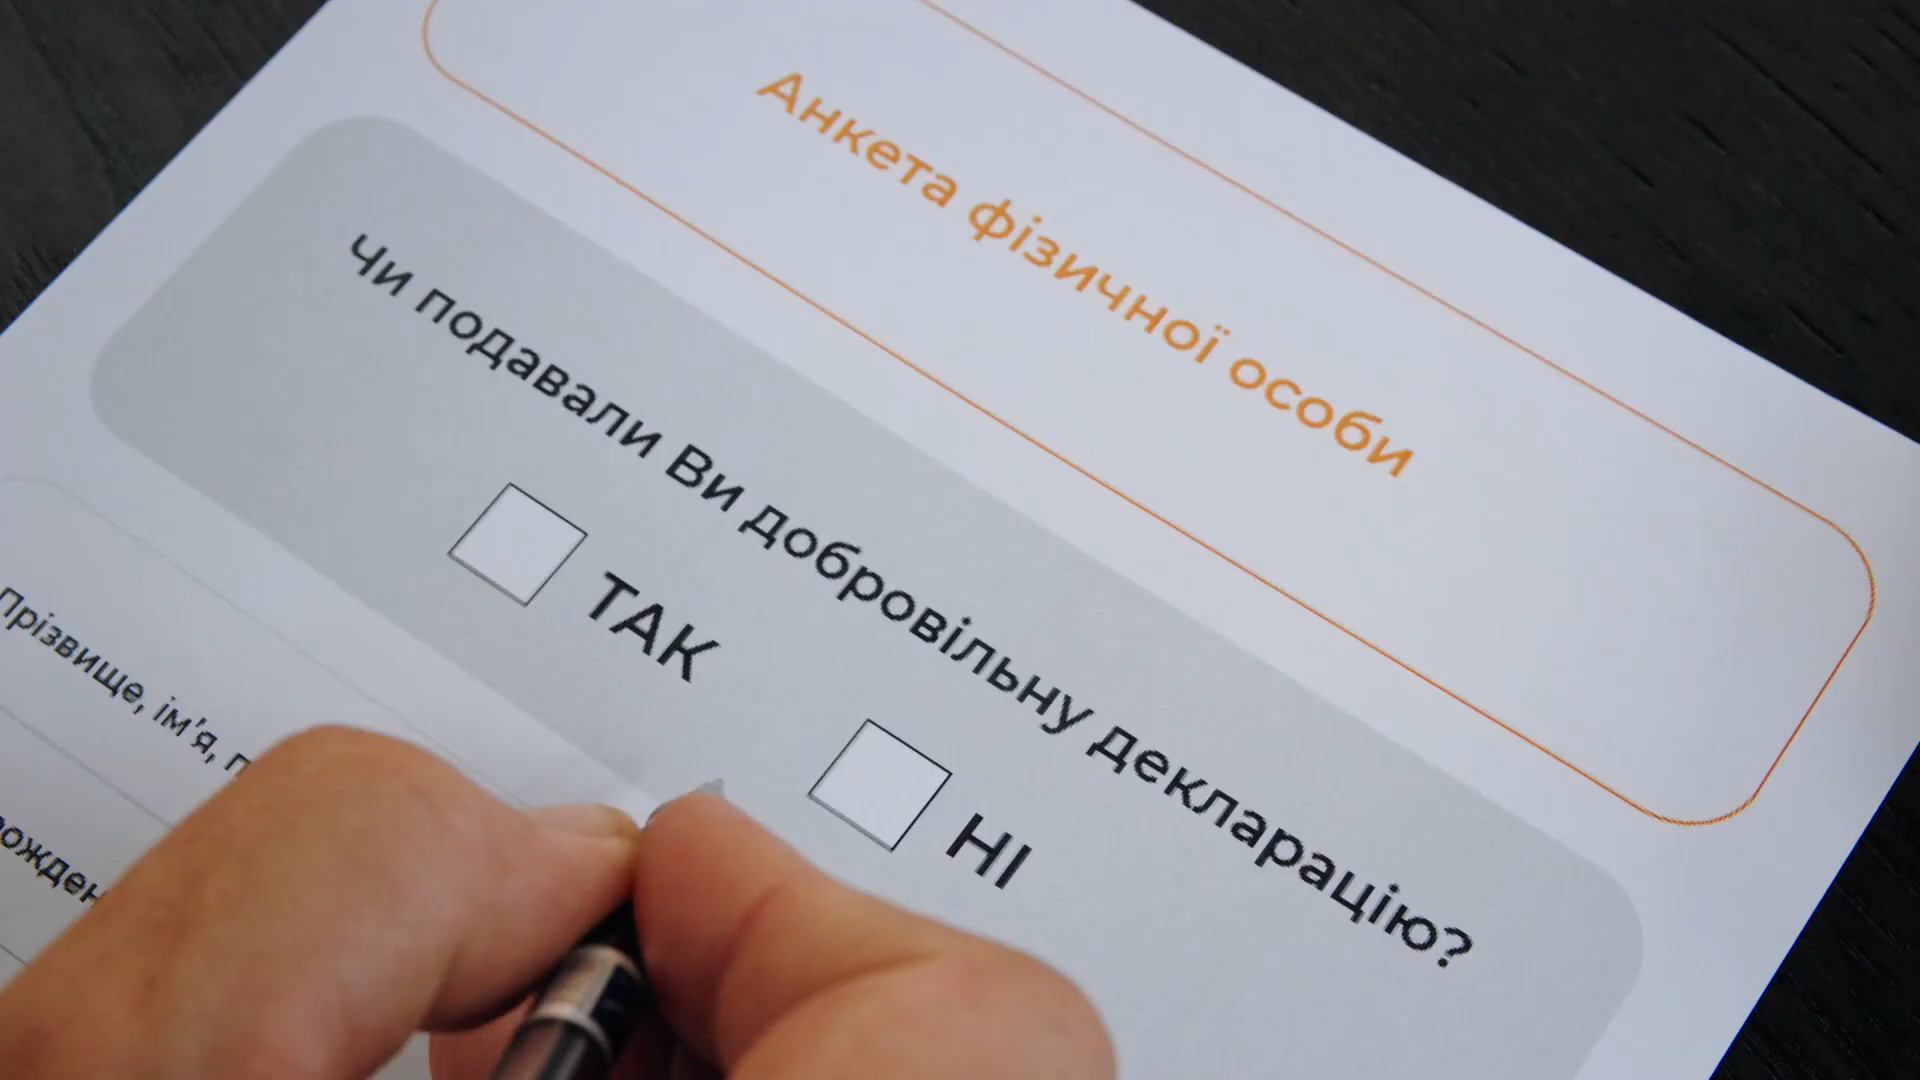 Анкета фізичної особи
Чи подавали Ви добровільну декларацію?
ТАК
НІ
Прізвище, ім'я,